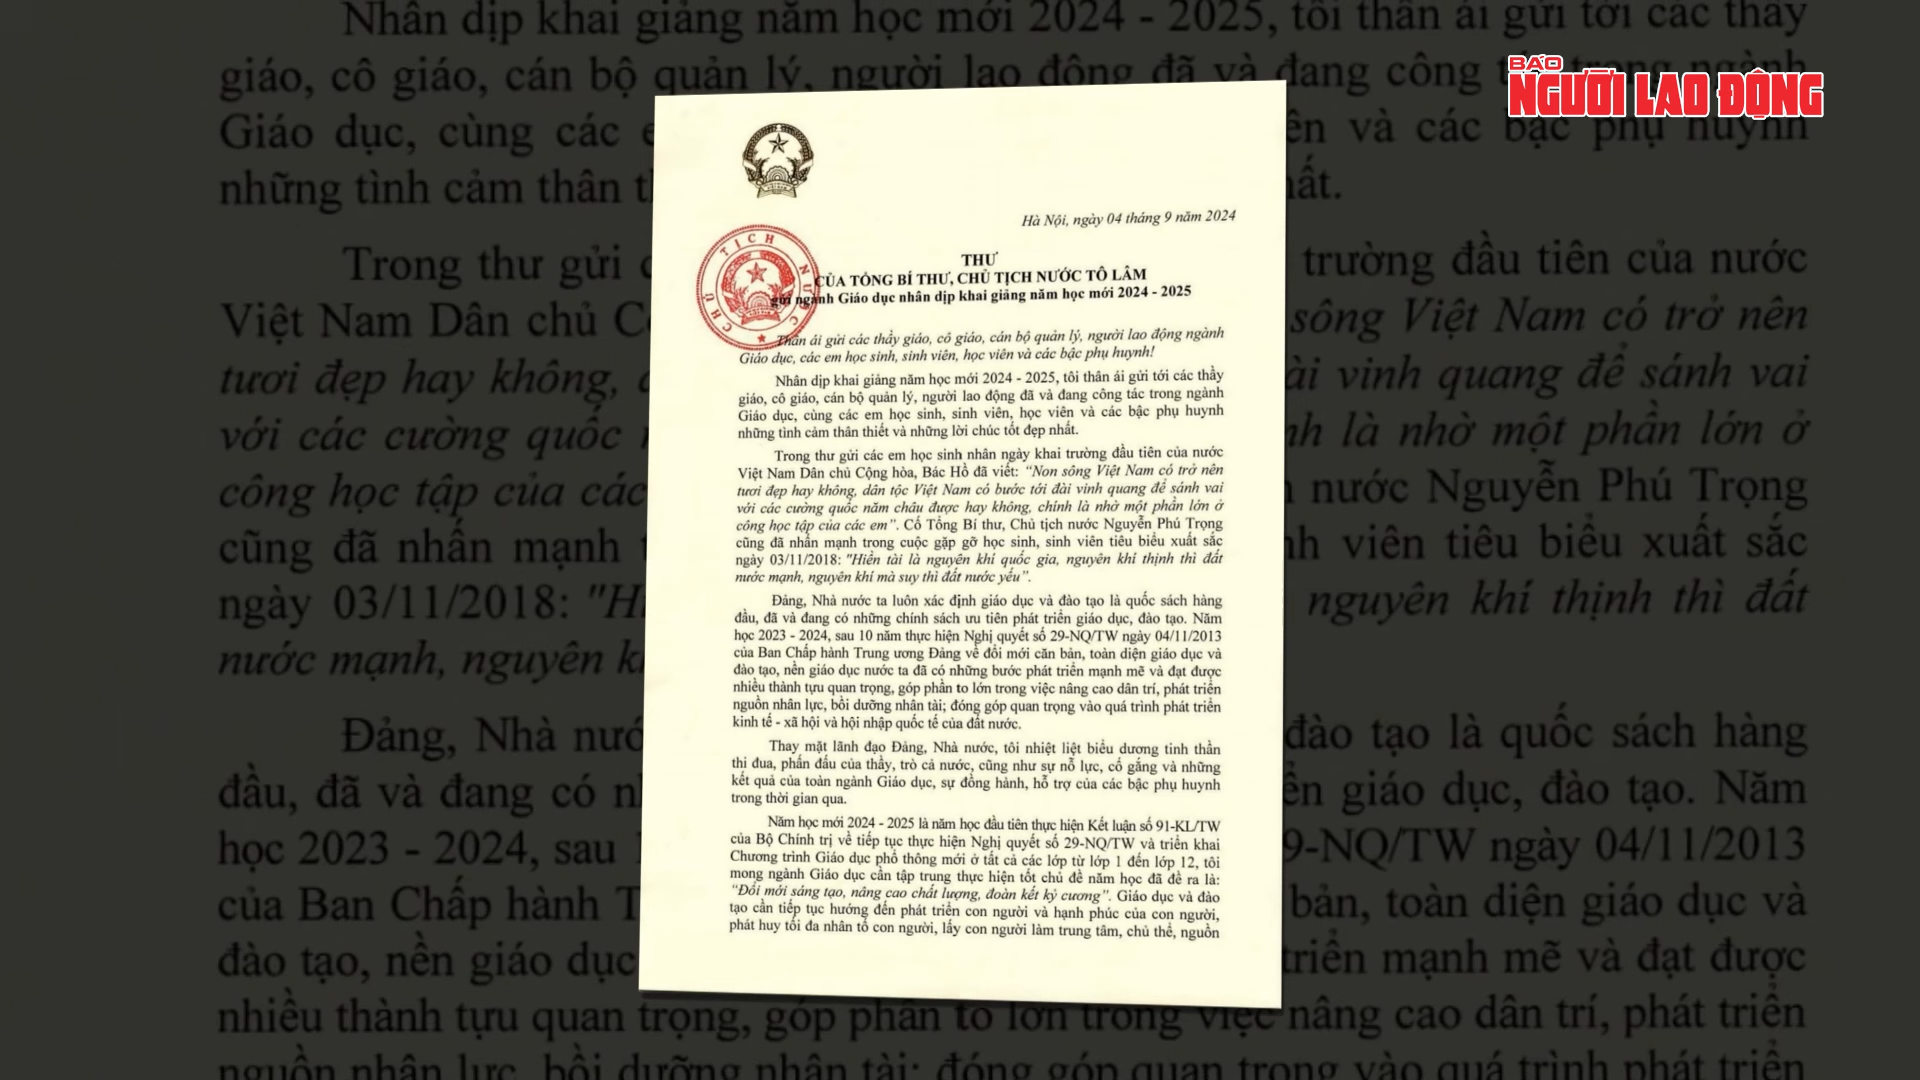 BÁO
NGƯỜI LAO ĐỘNG
CHỦ TỊCH NƯỚC
Hà Nội, ngày 04 tháng 9 năm 2024
THƯ
CỦA TỔNG BÍ THƯ, CHỦ TỊCH NƯỚC TÔ LÂM
gửi ngành Giáo dục nhân dịp khai giảng năm học mới 2024 - 2025
Thân ái gửi các thầy giáo, cô giáo, cán bộ quản lý, người lao động ngành
Giáo dục, các em học sinh, sinh viên, học viên và các bậc phụ huynh!
Nhân dịp khai giảng năm học mới 2024 - 2025, tôi thân ái gửi tới các thầy
giáo, cô giáo, cán bộ quản lý, người lao động đã và đang công tác trong ngành
Giáo dục, cùng các em học sinh, sinh viên, học viên và các bậc phụ huynh
những tình cảm thân thiết và những lời chúc tốt đẹp nhất.
Trong thư gửi các em học sinh nhân ngày khai trường đầu tiên của nước
Việt Nam Dân chủ Cộng hòa, Bác Hồ đã viết: “Non sông Việt Nam có trở nên
tươi đẹp hay không, dân tộc Việt Nam có bước tới đài vinh quang để sánh vai
với các cường quốc năm châu được hay không, chính là nhờ một phần lớn ở
công học tập của các em”. Cố Tổng Bí thư, Chủ tịch nước Nguyễn Phú Trọng
cũng đã nhấn mạnh trong cuộc gặp gỡ học sinh, sinh viên tiêu biểu xuất sắc
ngày 03/11/2018: "Hiền tài là nguyên khí quốc gia, nguyên khí thịnh thì đất
nước mạnh, nguyên khí mà suy thì đất nước yếu”.
Đảng, Nhà nước ta luôn xác định giáo dục và đào tạo là quốc sách hàng
đầu, đã và đang có những chính sách ưu tiên phát triển giáo dục, đào tạo. Năm
học 2023 - 2024, sau 10 năm thực hiện Nghị quyết số 29-NQ/TW ngày 04/11/2013
của Ban Chấp hành Trung ương Đảng về đổi mới căn bản, toàn diện giáo dục và
đào tạo, nền giáo dục nước ta đã có những bước phát triển mạnh mẽ và đạt được
nhiều thành tựu quan trọng, góp phần to lớn trong việc nâng cao dân trí, phát triển
nguồn nhân lực, bồi dưỡng nhân tài; đóng góp quan trọng vào quá trình phát triển
kinh tế - xã hội và hội nhập quốc tế của đất nước.
Thay mặt lãnh đạo Đảng, Nhà nước, tôi nhiệt liệt biểu dương tinh thần
thi đua, phấn đấu của thầy, trò cả nước, cũng như sự nỗ lực, cố gắng và những
kết quả của toàn ngành Giáo dục, sự đồng hành, hỗ trợ của các bậc phụ huynh
trong thời gian qua.
Năm học mới 2024 - 2025 là năm học đầu tiên thực hiện Kết luận số 91-KL/TW
của Bộ Chính trị về tiếp tục thực hiện Nghị quyết số 29-NQ/TW và triển khai
Chương trình Giáo dục phổ thông mới ở tất cả các lớp từ lớp 1 đến lớp 12, tôi
mong ngành Giáo dục cần tập trung thực hiện tốt chủ đề năm học đã đề ra là:
“Đổi mới sáng tạo, nâng cao chất lượng, đoàn kết kỷ cương”. Giáo dục và đào
tạo cần tiếp tục hướng đến phát triển con người và hạnh phúc của con người,
phát huy tối đa nhân tố con người, lấy con người làm trung tâm, chủ thể, nguồn